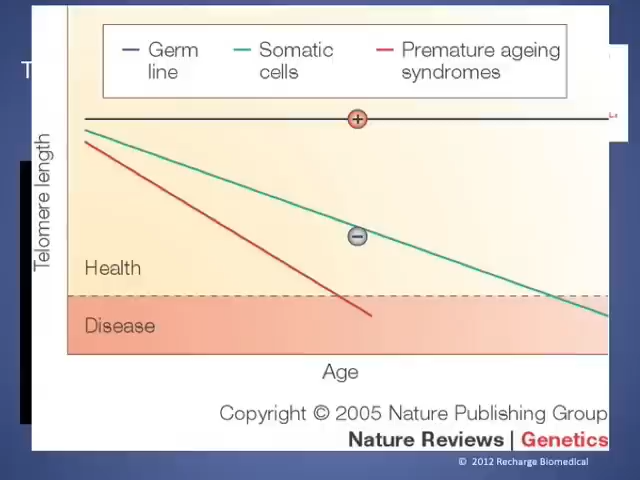 Germ line
Somatic cells
Premature ageing syndromes
T
Telomere length
Health
Disease
Age
Copyright © 2005 Nature Publishing Group
Nature Reviews | Genetics
© 2012 Recharge Biomedical